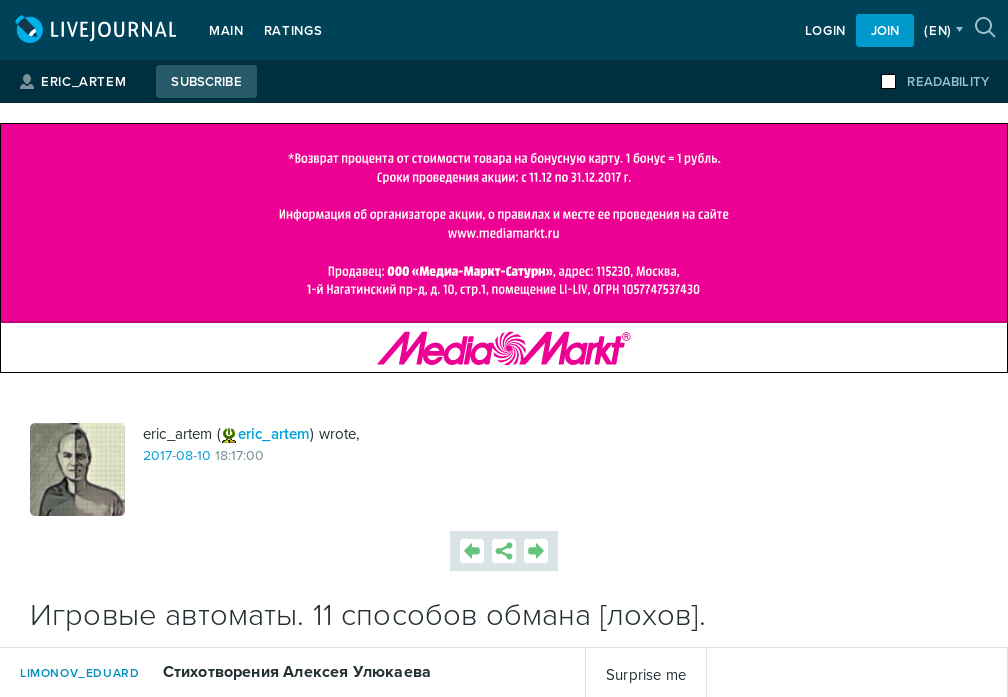 LIVEJOURNAL MAIN RATINGS LOGIN JOIN (EN)
ERIC_ARTEM SUBSCRIBE READABILITY
*Возврат процента от стоимости товара на бонусную карту. 1 бонус = 1 рубль.
Сроки проведения акции: с 11.12 по 31.12.2017 г.
Информация об организаторе акции, о правилах и месте ее проведения на сайте
www.mediamarkt.ru
Продавец: ООО «Медиа-Маркт-Сатурн», адрес: 115230, Москва,
1-й Нагатинский пр-д, д. 10, стр.1, помещение LI-LIV, ОГРН 1057747537430
Media Markt®
eric_artem (eric_artem) wrote,
2017-08-10 18:17:00
Игровые автоматы. 11 способов обмана [лохов].
LIMONOV_EDUARD Стихотворения Алексея Улюкаева Surprise me